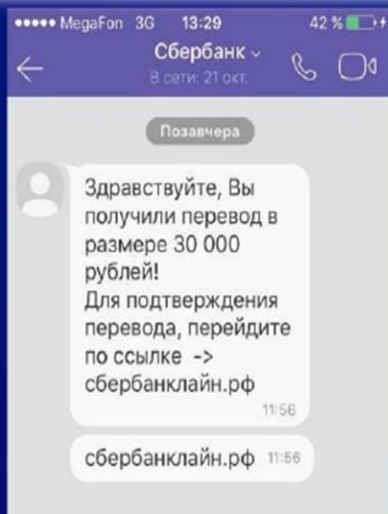 MegaFon 3G 13:29 42 %
Сбербанк
В сети: 21 окт.
Позавчера
Здравствуйте, Вы
получили перевод в
размере 30 000
рублей!
Для подтверждения
перевода, перейдите
по ссылке ->
сбербанклайн.рф
11:56
сбербанклайн.рф 11:56